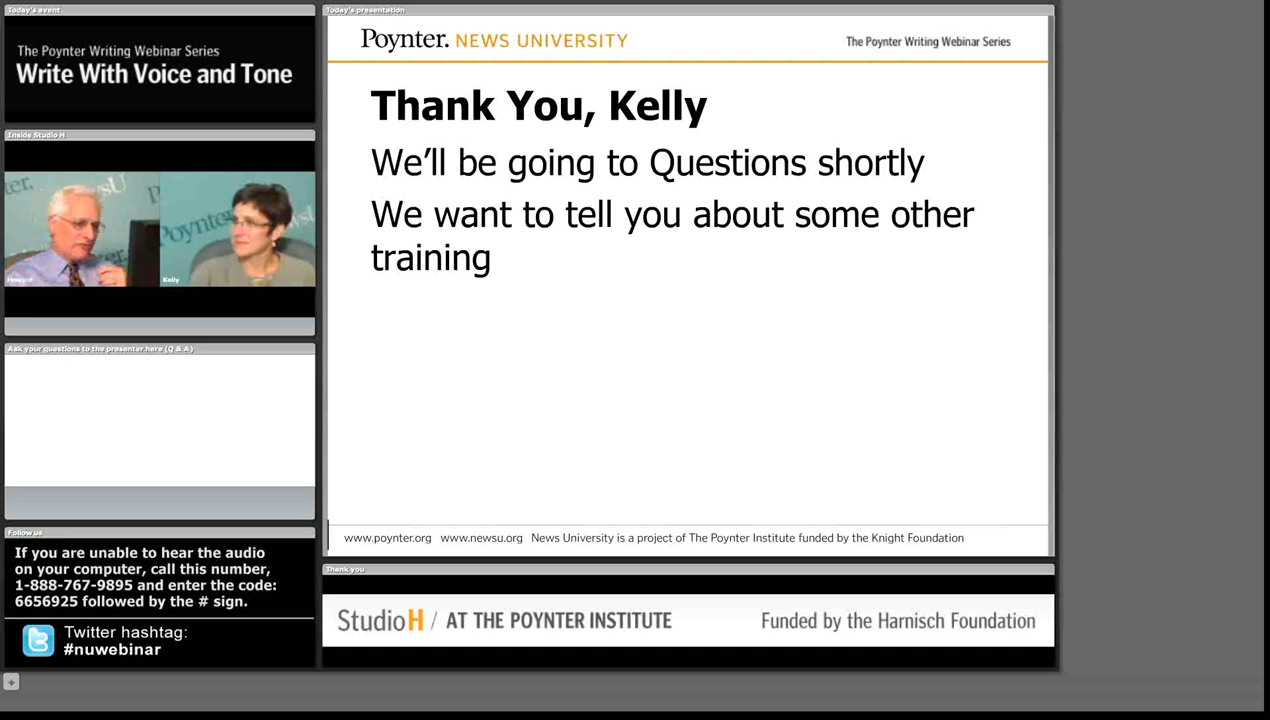 Today's event
The Poynter Writing Webinar Series
Write With Voice and Tone
Inside Studio H
Poynter.
Howard
Kelly
Ask your questions to the presenter here (Q & A)
Follow us
If you are unable to hear the audio
on your computer, call this number,
1-888-767-9895 and enter the code:
6656925 followed by the # sign.
Twitter hashtag:
#nuwebinar
Today's presentation
Poynter. NEWS UNIVERSITY
The Poynter Writing Webinar Series
Thank You, Kelly
We'll be going to Questions shortly
We want to tell you about some other
training
www.poynter.org www.newsu.org News University is a project of The Poynter Institute funded by the Knight Foundation
Thank you
StudioH / AT THE POYNTER INSTITUTE
Funded by the Harnisch Foundation